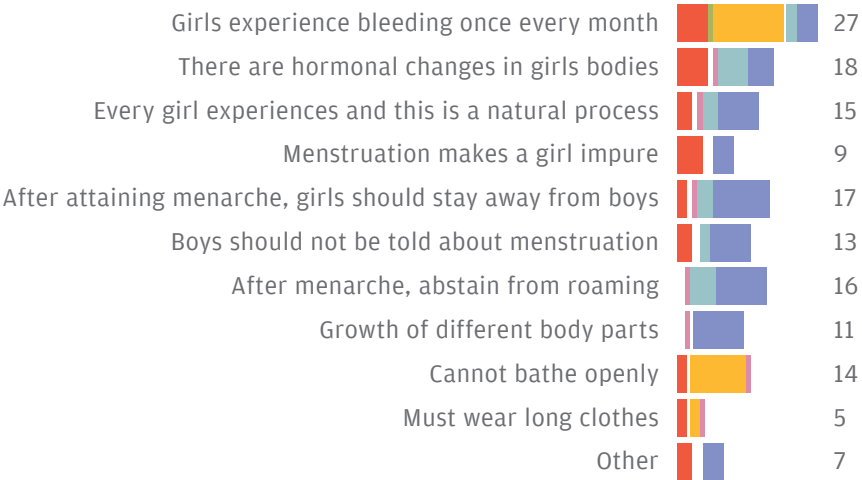 Girls experience bleeding once every month 27
There are hormonal changes in girls bodies 18
Every girl experiences and this is a natural process 15
Menstruation makes a girl impure 9
After attaining menarche, girls should stay away from boys 17
Boys should not be told about menstruation 13
After menarche, abstain from roaming 16
Growth of different body parts 11
Cannot bathe openly 14
Must wear long clothes 5
Other 7